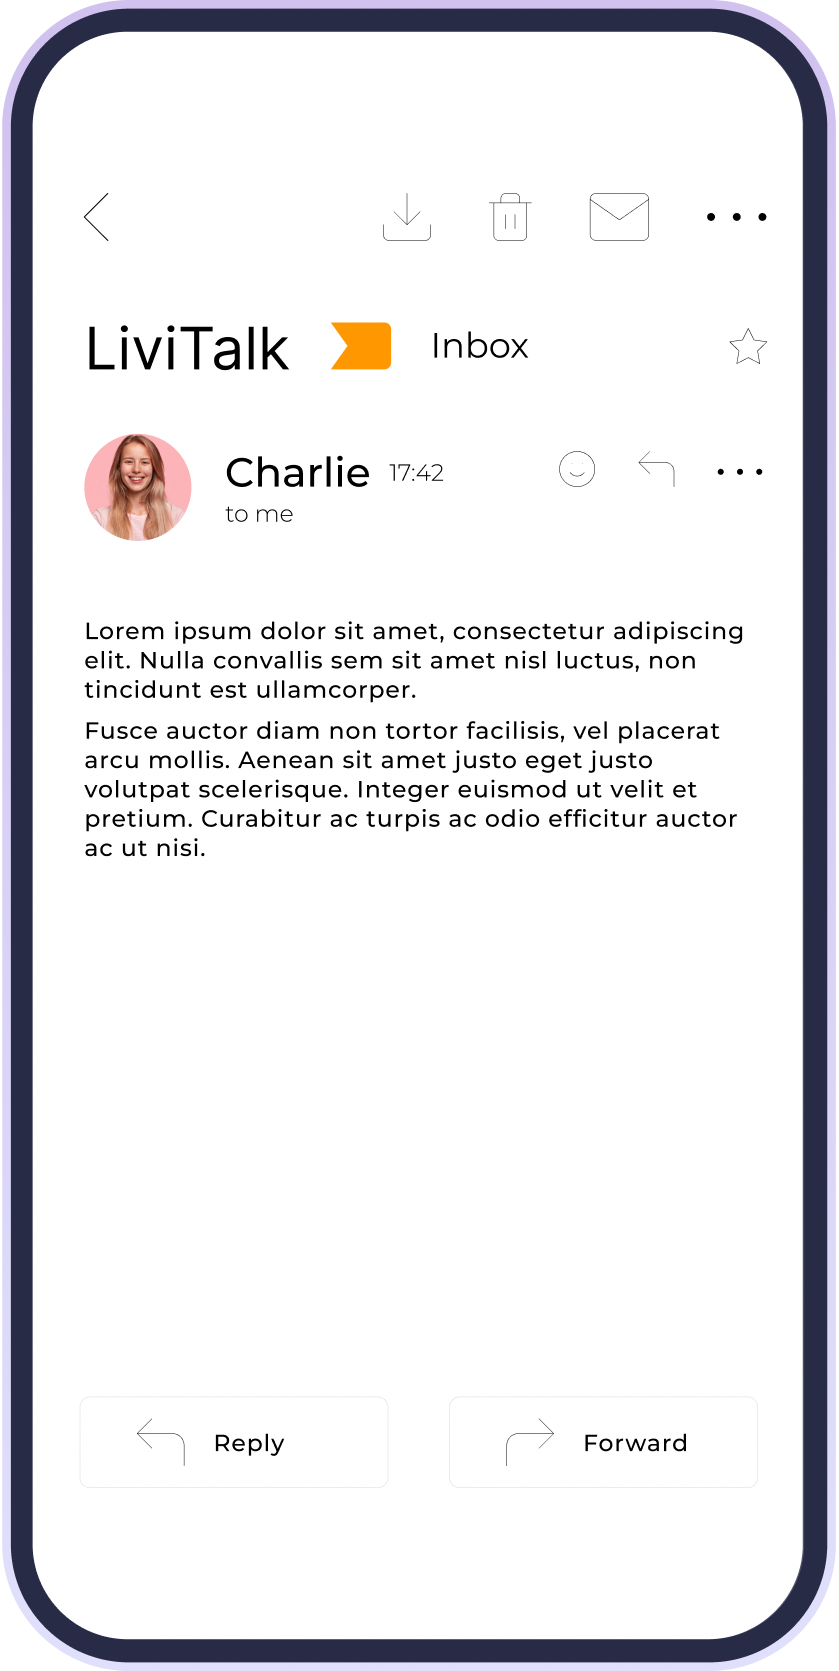 LiviTalk Inbox
Charlie 17:42
to me
Lorem ipsum dolor sit amet, consectetur adipiscing
elit. Nulla convallis sem sit amet nisl luctus, non
tincidunt est ullamcorper.
Fusce auctor diam non tortor facilisis, vel placerat
arcu mollis. Aenean sit amet justo eget justo
volutpat scelerisque. Integer euismod ut velit et
pretium. Curabitur ac turpis ac odio efficitur auctor
ac ut nisi.
Reply Forward